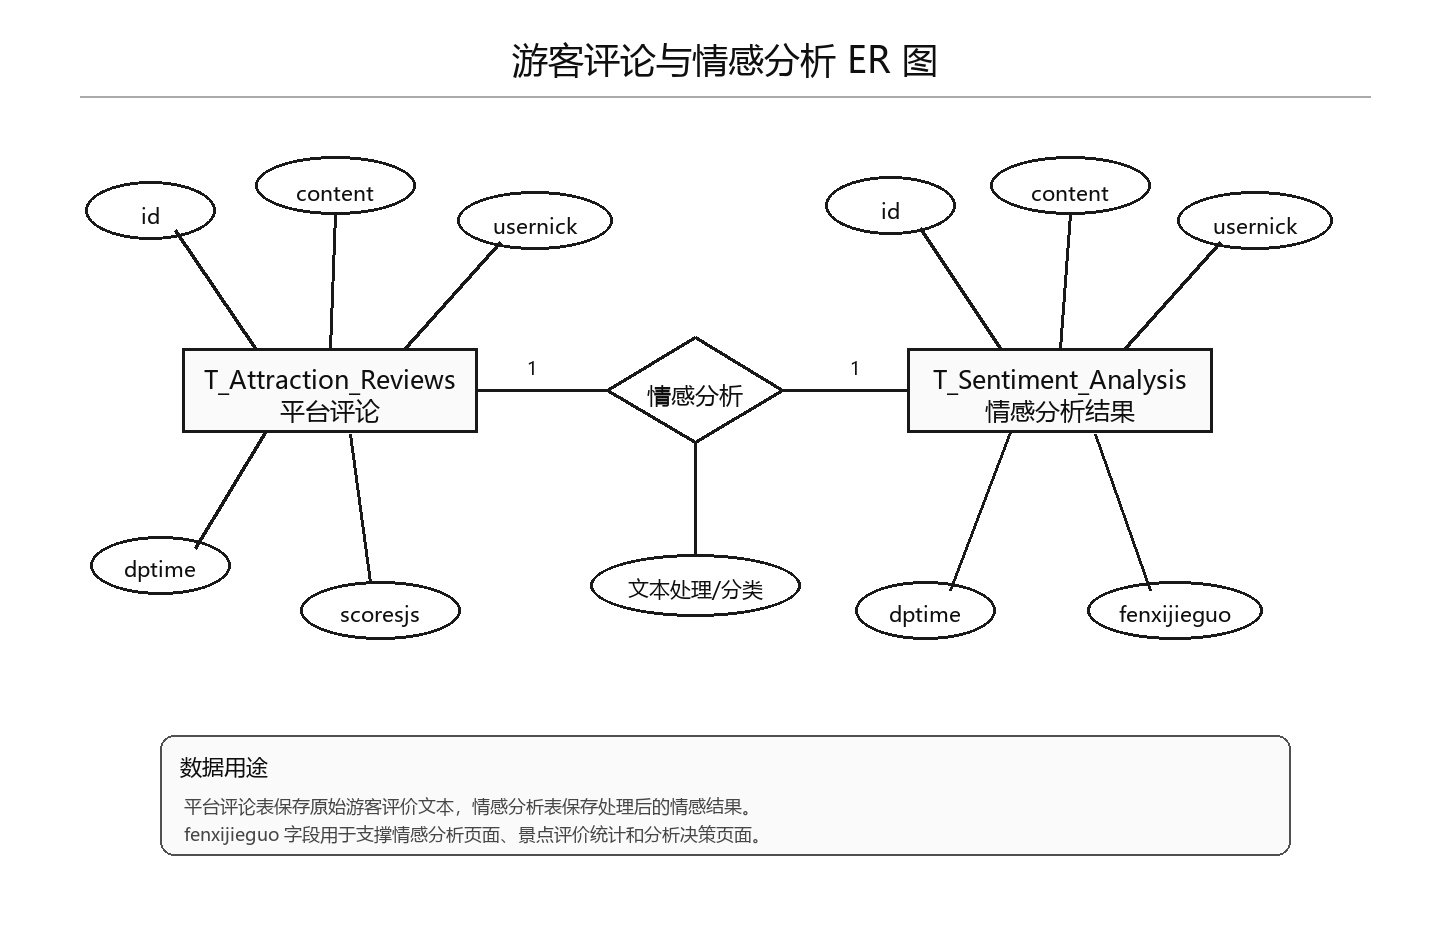 游客评论与情感分析 ER 图
id
content
usernick
id
content
usernick
T_Attraction_Reviews
平台评论
1
情感分析
1
T_Sentiment_Analysis
情感分析结果
dptime
scoresjs
文本处理/分类
dptime
fenxijieguo
数据用途
平台评论表保存原始游客评价文本，情感分析表保存处理后的情感结果。
fenxijieguo 字段用于支撑情感分析页面、景点评价统计和分析决策页面。